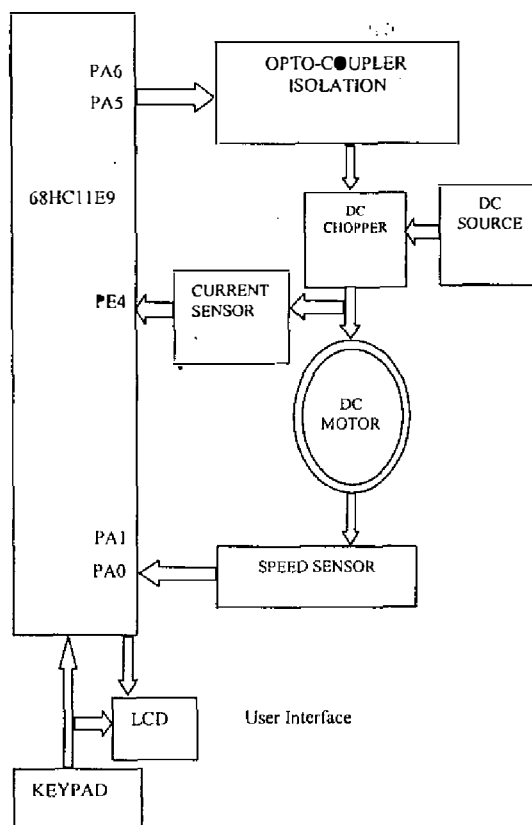 PA6
PA5
OPTO-COUPLER
ISOLATION
68HC11E9
DC
CHOPPER
DC
SOURCE
PE4
CURRENT
SENSOR
DC
MOTOR
PA1
PA0
SPEED SENSOR
LCD
User Interface
KEYPAD